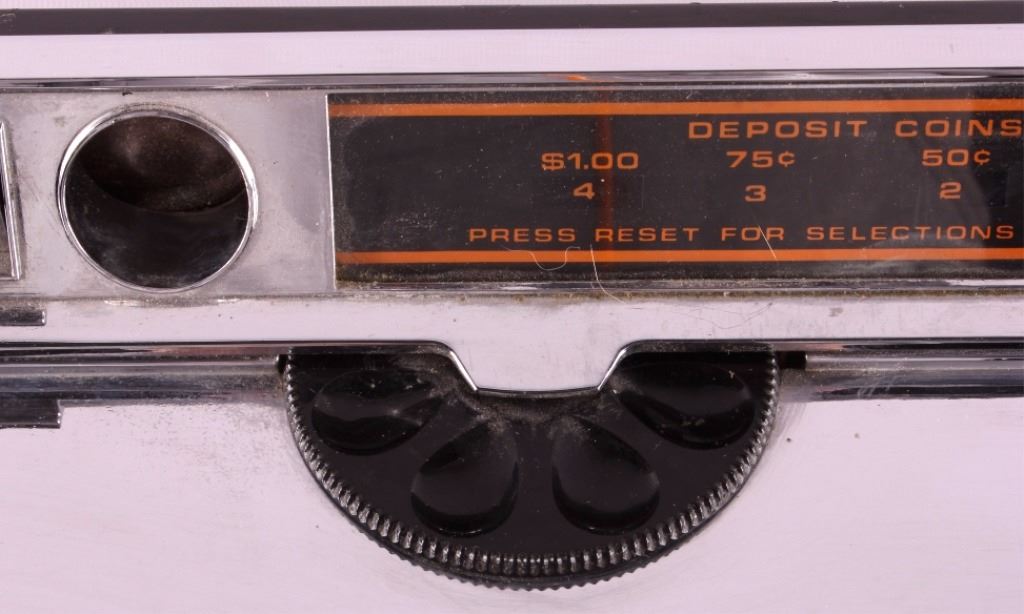 DEPOSIT COINS
$1.00 75¢ 50¢
4 3 2
PRESS RESET FOR SELECTIONS